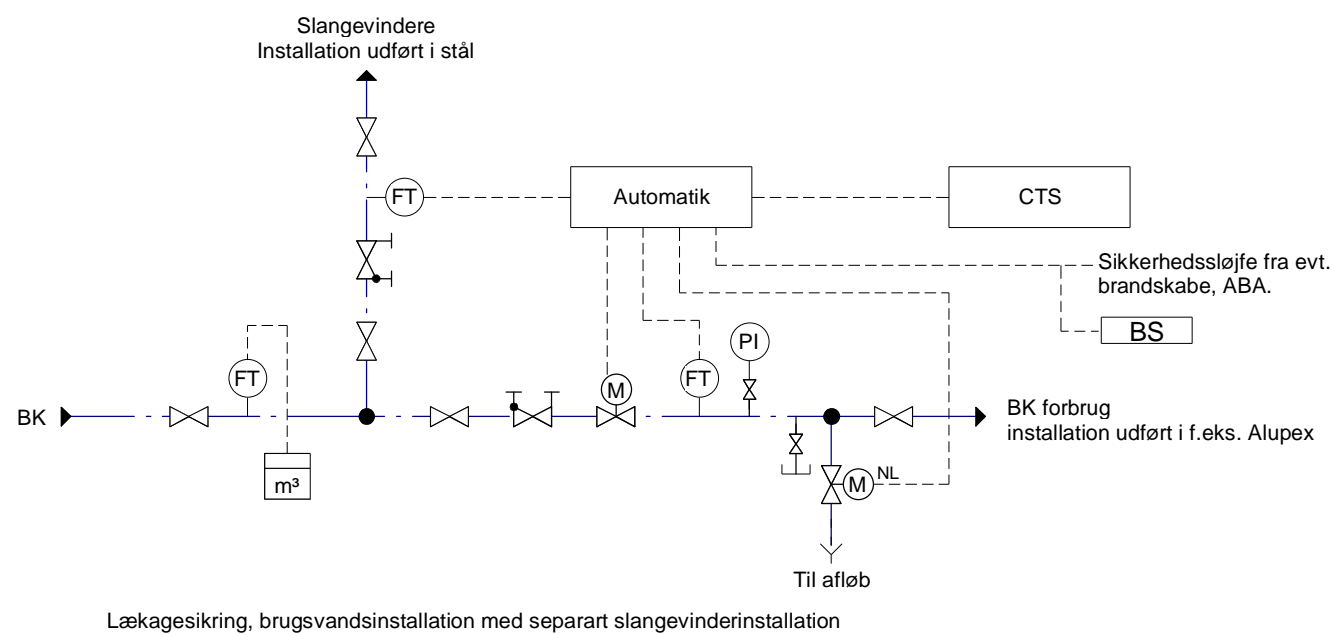 Slangevindere
Installation udført i stål
FT
Automatik
CTS
Sikkerhedssløjfe fra evt.
brandskabe, ABA.
BS
PI
FT
M
FT
BK
BK forbrug
installation udført i f.eks. Alupex
m³
M
NL
Til afløb
Lækagesikring, brugsvandsinstallation med separart slangevinderinstallation